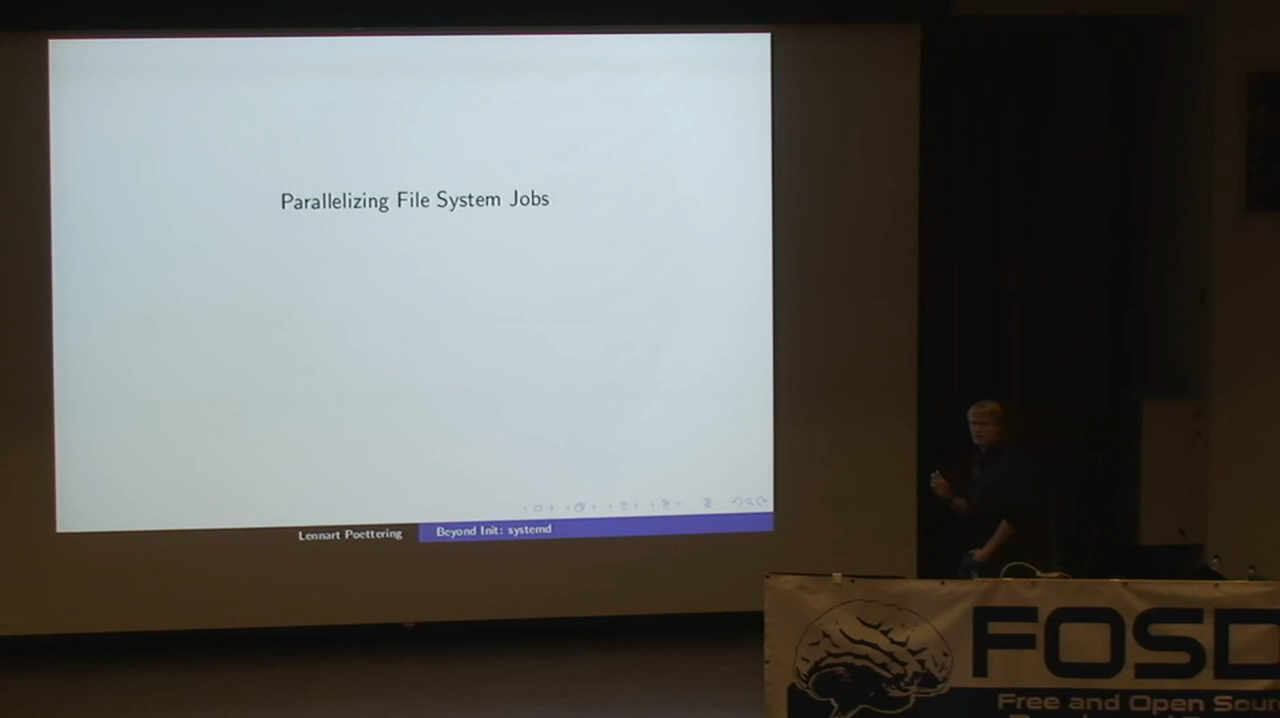 Parallelizing File System Jobs
Lennart Poettering
Beyond Init: systemd
FOSD
Free and Open Sour